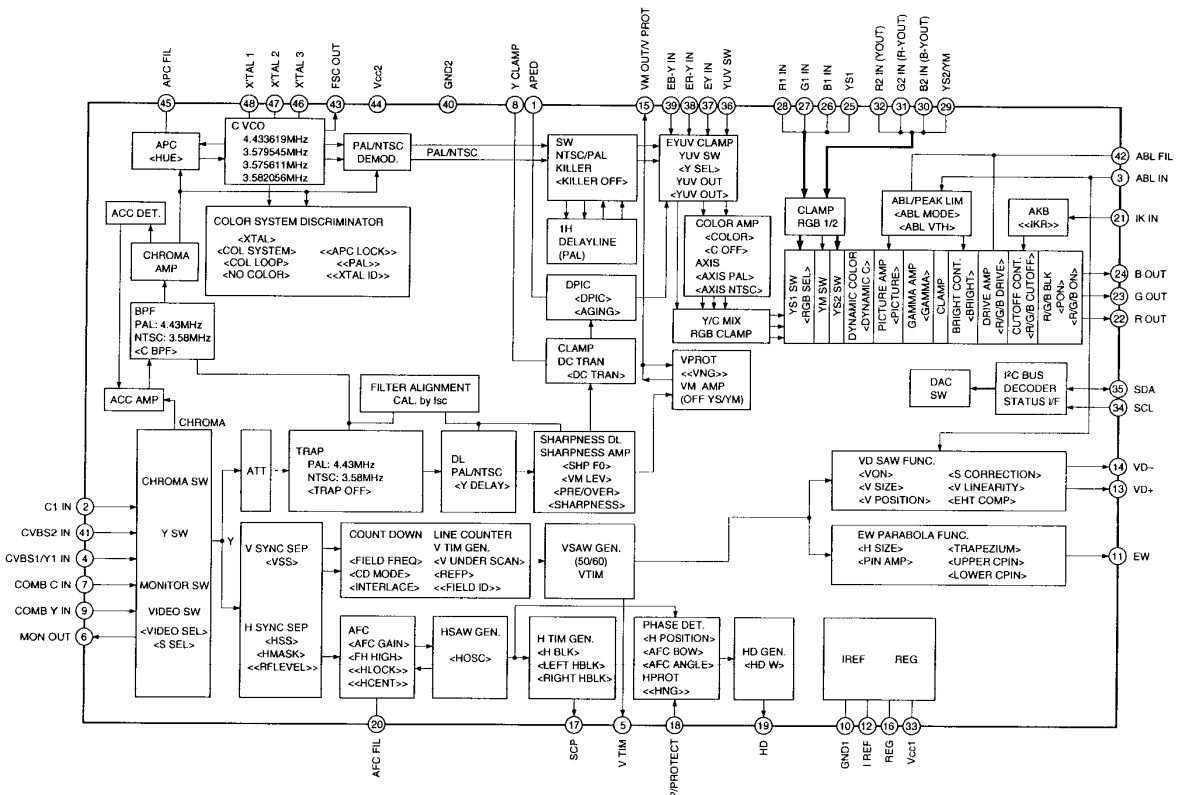 APC FIL
X'TAL 1
X'TAL 2
X'TAL 3
FSC OUT
Vcc2
GND2
Y CLAMP
APED
VM OUT/V PROT
EB-Y IN
ER-Y IN
EY IN
YUV SW
R1 IN
G1 IN
B1 IN
YS1
R2 IN (YOUT)
G2 IN (R-YOUT)
B2 IN (B-YOUT)
YS2/YM
45
48
47
46
43
44
40
8
1
15
39
38
37
36
28
27
26
25
32
31
30
29
APC
<HUE>
C VCO
4.433619MHz
3.579545MHz
3.575611MHz
3.582056MHz
PAL/NTSC
DEMOD.
PAL/NTSC
SW
NTSC/PAL
KILLER
<KILLER OFF>
EYUV CLAMP
YUV SW
<Y SEL>
YUV OUT
<YUV OUT>
42 ABL FIL
3 ABL IN
21 IK IN
CLAMP
RGB 1/2
ABL/PEAK LIM
<ABL MODE>
<ABL VTH>
AKB
<<IKR>>
ACC DET.
CHROMA
AMP
COLOR SYSTEM DISCRIMINATOR
<XTAL>
<COL SYSTEM>
<COL LOOP>
<NO COLOR>
<<APC LOCK>>
<<PAL>>
<<XTAL ID>>
1H
DELAYLINE
(PAL)
COLOR AMP
<COLOR>
<C OFF>
AXIS
<AXIS PAL>
<AXIS NTSC>
YS1 SW
<RGB SEL>
YM SW
YS2 SW
DYNAMIC COLOR
<DYNAMIC C>
PICTURE AMP
<PICTURE>
GAMMA AMP
<GAMMA>
CLAMP
BRIGHT CONT.
<BRIGHT>
DRIVE AMP
<R/G/B DRIVE>
CUTOFF CONT.
<R/G/B CUTOFF>
R/G/B BLK
<PON>
<R/G/B ON>
24 B OUT
23 G OUT
22 R OUT
BPF
PAL: 4.43MHz
NTSC: 3.58MHz
<C BPF>
DPIC
<DPIC>
<AGING>
Y/C MIX
RGB CLAMP
CLAMP
DC TRAN
<DC TRAN>
VPROT
<<VNG>>
VM AMP
(OFF YS/YM)
ACC AMP
CHROMA
FILTER ALIGNMENT
CAL. by fsc
DAC
SW
I²C BUS
DECODER
STATUS I/F
35 SDA
34 SCL
CHROMA SW
Y SW
MONITOR SW
VIDEO SW
<VIDEO SEL>
<S SEL>
Y
ATT
TRAP
PAL: 4.43MHz
NTSC: 3.58MHz
<TRAP OFF>
DL
PAL/NTSC
<Y DELAY>
SHARPNESS DL
SHARPNESS AMP
<SHP F0>
<VM LEV>
<PRE/OVER>
<SHARPNESS>
VD SAW FUNC.
<VON>
<V SIZE>
<V POSITION>
<S CORRECTION>
<V LINEARITY>
<EHT COMP>
14 VD-
13 VD+
C1 IN 2
CVBS2 IN 41
CVBS1/Y1 IN 4
COMB C IN 7
COMB Y IN 9
MON OUT 6
V SYNC SEP
<VSS>
H SYNC SEP
<HSS>
<HMASK>
<<RFLEVEL>>
COUNT DOWN
<FIELD FREQ>
<CD MODE>
<INTERLACE>
LINE COUNTER
V TIM GEN.
<V UNDER SCAN>
<REFP>
<<FIELD ID>>
VSAW GEN.
(50/60)
VTIM
EW PARABOLA FUNC.
<H SIZE>
<PIN AMP>
<TRAPEZIUM>
<UPPER CPIN>
<LOWER CPIN>
11 EW
AFC
<AFC GAIN>
<FH HIGH>
<<HLOCK>>
<<HCENT>>
HSAW GEN.
<HOSC>
H TIM GEN.
<H BLK>
<LEFT HBLK>
<RIGHT HBLK>
PHASE DET.
<H POSITION>
<AFC BOW>
<AFC ANGLE>
HPROT
<<HNG>>
HD GEN.
<HD W>
IREF
REG
20
17
5
18
19
10
12
16
33
AFC FIL
SCP
V TIM
P/PROTECT
HD
GND1
I REF
REG
Vcc1